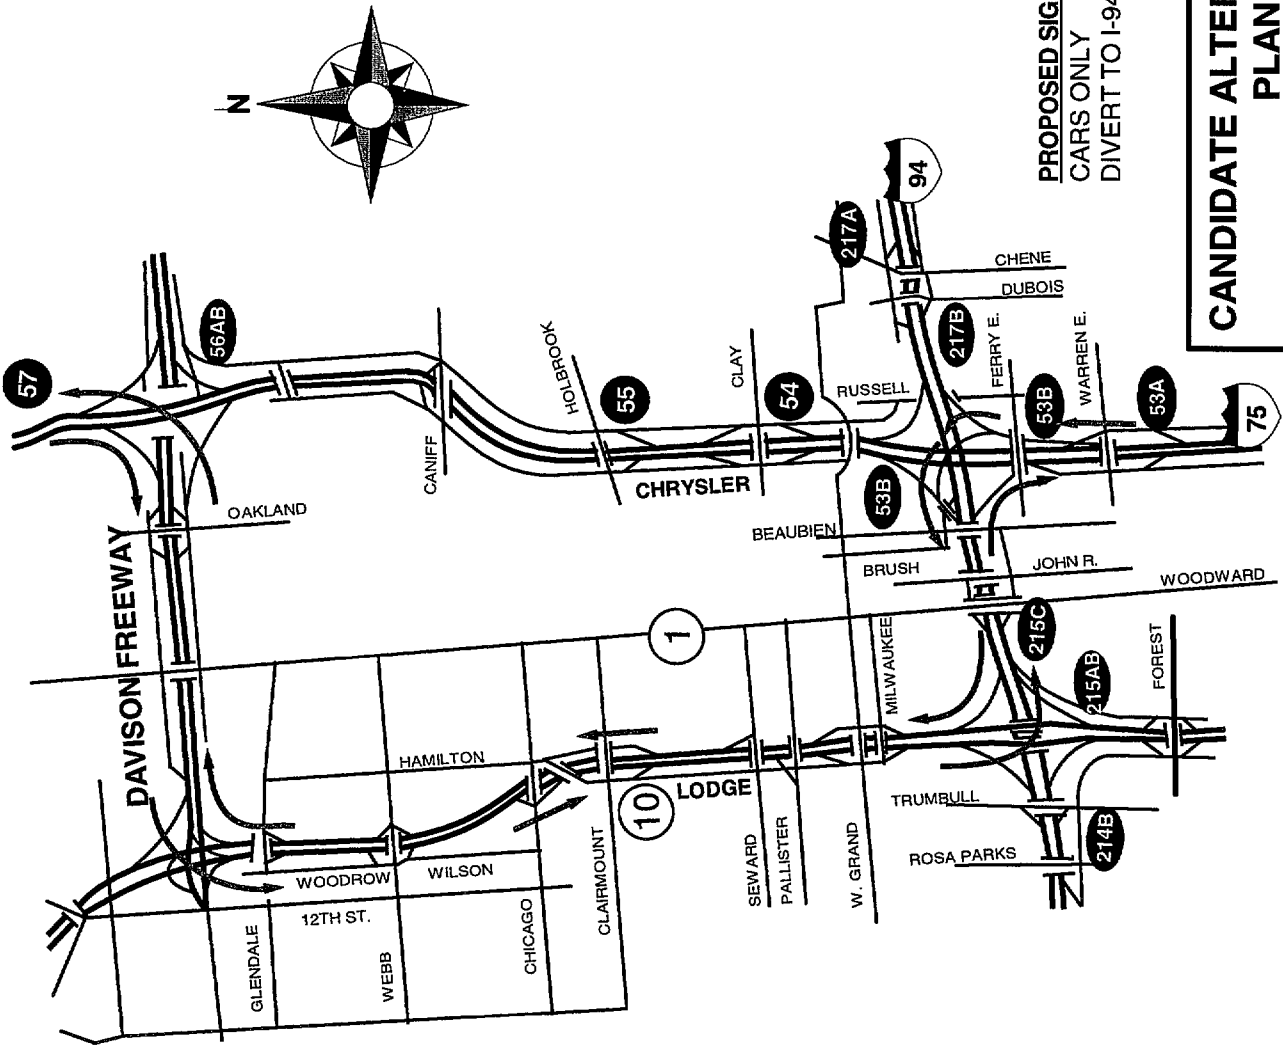 N
57
56AB
DAVISON FREEWAY
OAKLAND
CANIFF
HOLBROOK
55
CLAY
54
CHRYSLER
RUSSELL
217A
94
CHENE
DUBOIS
217B
FERRY E.
53B
WARREN E.
53A
75
53B
BEAUBIEN
BRUSH
JOHN R.
WOODWARD
1
MILWAUKEE
215C
215AB
FOREST
HAMILTON
10
LODGE
TRUMBULL
ROSA PARKS
214B
WOODROW WILSON
12TH ST.
GLENDALE
WEBB
CHICAGO
CLAIRMOUNT
SEWARD
PALLISTER
W. GRAND
PROPOSED SIG
CARS ONLY
DIVERT TO I-94
CANDIDATE ALTE
PLAN